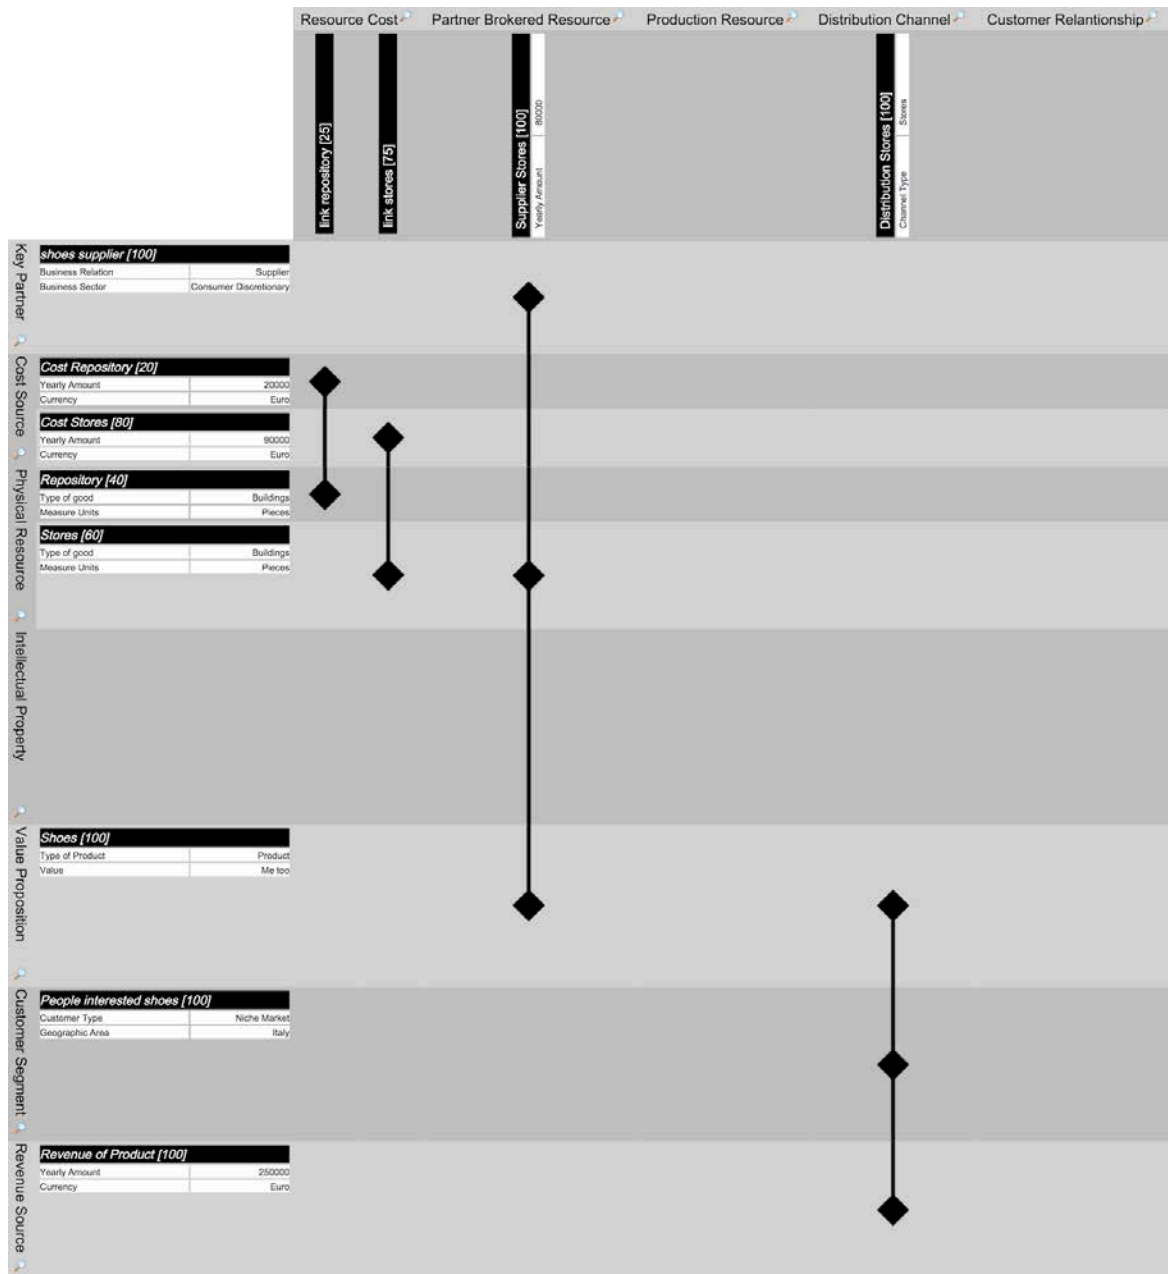 Resource Cost Partner Brokered Resource Production Resource Distribution Channel Customer Relantionship
link repository [25]
link stores [75]
Supplier Stores [100]
Yearly Amount 80000
Distribution Stores [100]
Channel Type Stores
Key Partner
shoes supplier [100]
Business Relation Supplier
Business Sector Consumer Discretionary
Cost Source
Cost Repository [20]
Yearly Amount 20000
Currency Euro
Cost Stores [80]
Yearly Amount 90000
Currency Euro
Physical Resource
Repository [40]
Type of good Buildings
Measure Units Pieces
Stores [60]
Type of good Buildings
Measure Units Pieces
Intellectual Property
Value Proposition
Shoes [100]
Type of Product Product
Value Me too
Customer Segment
People interested shoes [100]
Customer Type Niche Market
Geographic Area Italy
Revenue Source
Revenue of Product [100]
Yearly Amount 250000
Currency Euro